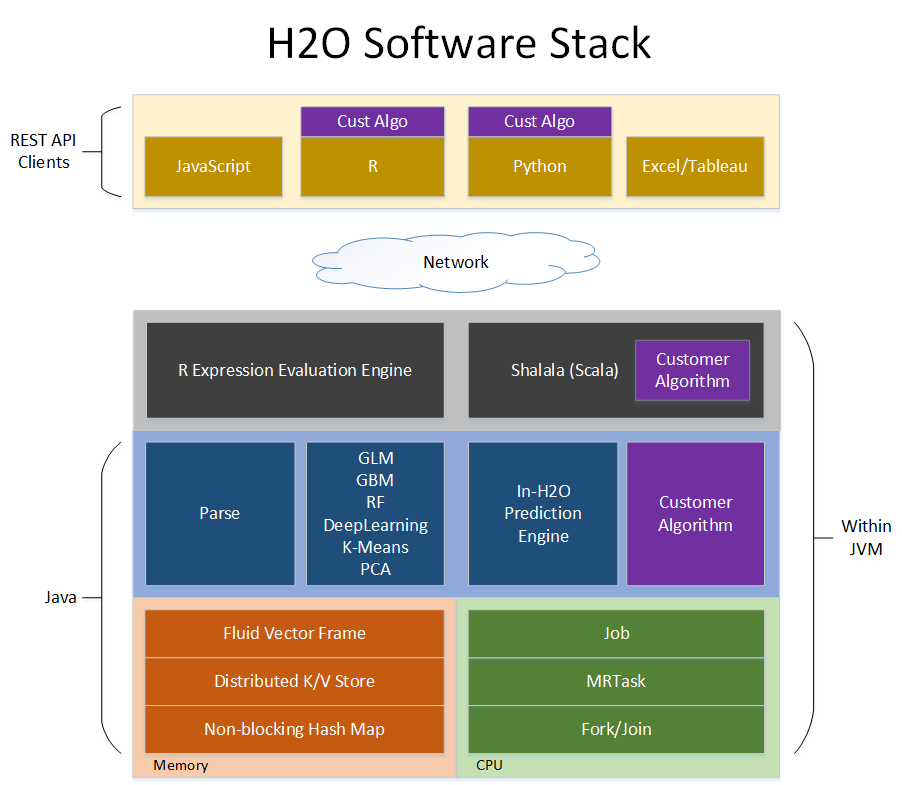 H2O Software Stack
REST API
Clients
Cust Algo
Cust Algo
JavaScript
R
Python
Excel/Tableau
Network
R Expression Evaluation Engine
Shalala (Scala)
Customer
Algorithm
Parse
GLM
GBM
RF
DeepLearning
K-Means
PCA
In-H2O
Prediction
Engine
Customer
Algorithm
Within
JVM
Java
Fluid Vector Frame
Distributed K/V Store
Non-blocking Hash Map
Memory
Job
MRTask
Fork/Join
CPU